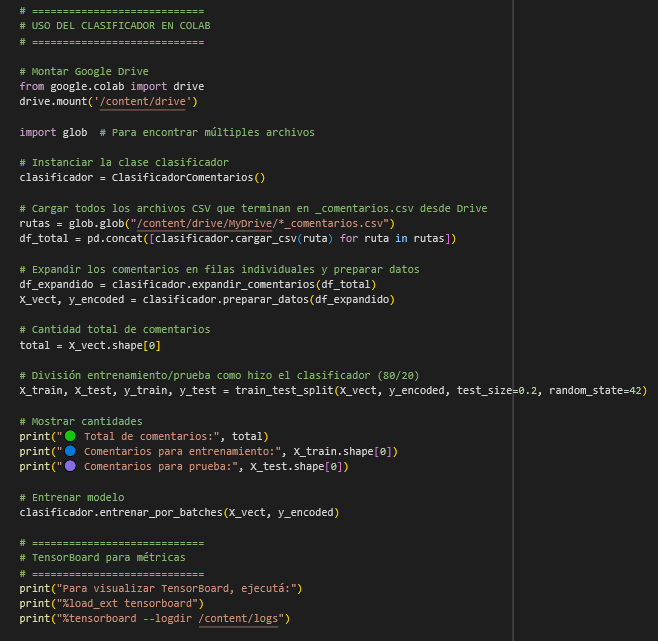 # ============================
# USO DEL CLASIFICADOR EN COLAB
# ============================
# Montar Google Drive
from google.colab import drive
drive.mount('/content/drive')
import glob  # Para encontrar múltiples archivos
# Instanciar la clase clasificador
clasificador = ClasificadorComentarios()
# Cargar todos los archivos CSV que terminan en _comentarios.csv desde Drive
rutas = glob.glob("/content/drive/MyDrive/*_comentarios.csv")
df_total = pd.concat([clasificador.cargar_csv(ruta) for ruta in rutas])
# Expandir los comentarios en filas individuales y preparar datos
df_expandido = clasificador.expandir_comentarios(df_total)
X_vect, y_encoded = clasificador.preparar_datos(df_expandido)
# Cantidad total de comentarios
total = X_vect.shape[0]
# División entrenamiento/prueba como hizo el clasificador (80/20)
X_train, X_test, y_train, y_test = train_test_split(X_vect, y_encoded, test_size=0.2, random_state=42)
# Mostrar cantidades
print("🟢 Total de comentarios:", total)
print("🔵 Comentarios para entrenamiento:", X_train.shape[0])
print("🟣 Comentarios para prueba:", X_test.shape[0])
# Entrenar modelo
clasificador.entrenar_por_batches(X_vect, y_encoded)
# ============================
# TensorBoard para métricas
# ============================
print("Para visualizar TensorBoard, ejecutá:")
print("%load_ext tensorboard")
print("%tensorboard --logdir /content/logs")